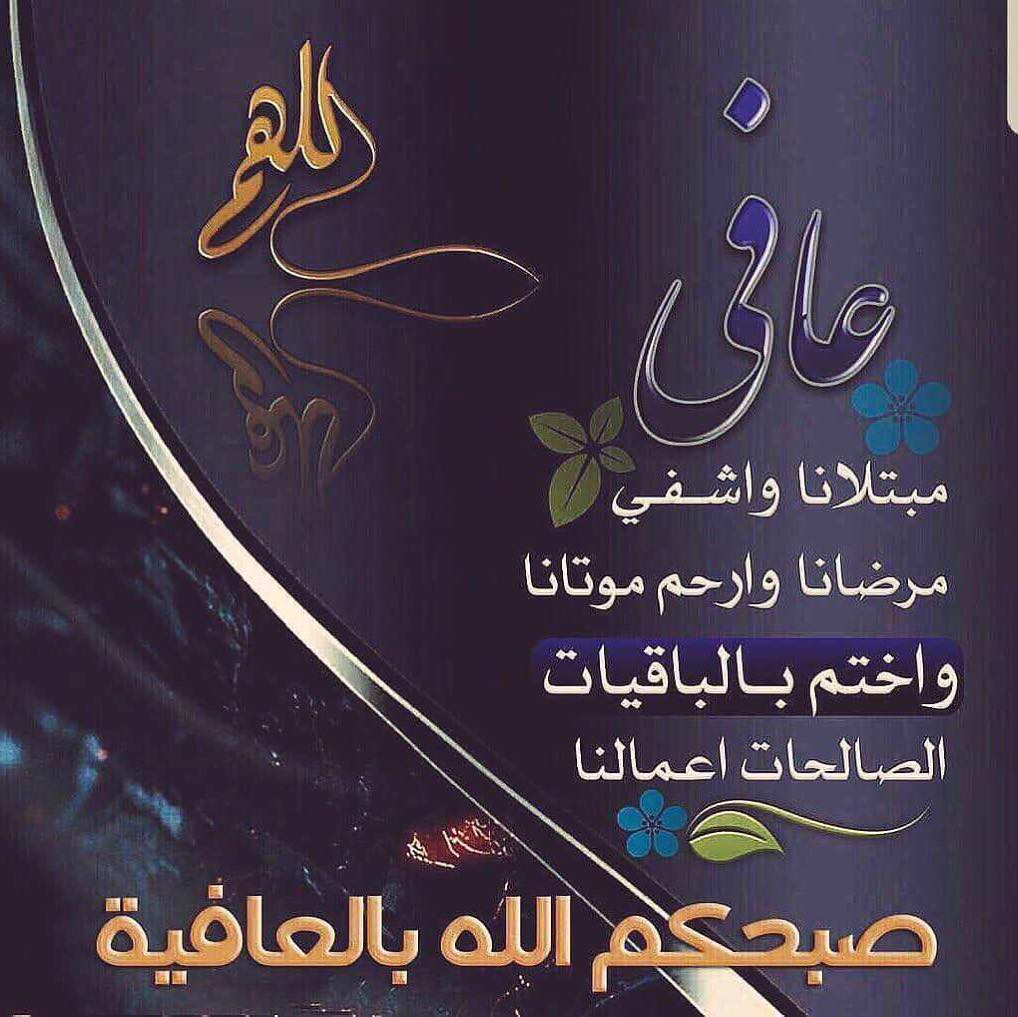 اللهم
عافي
مبتلانا واشفي
مرضانا وارحم موتانا
واختم بالباقيات
الصالحات اعمالنا
صبحكم الله بالعافية